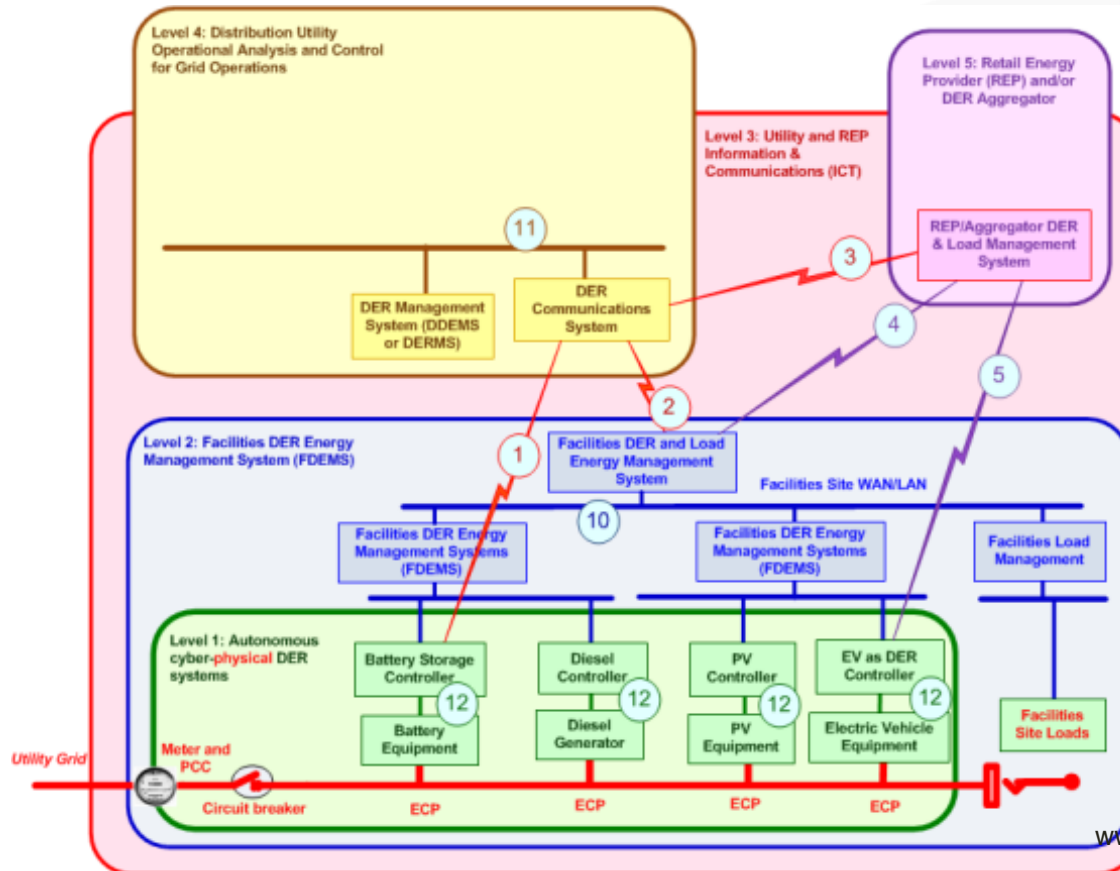 Level 4: Distribution Utility
Operational Analysis and Control
for Grid Operations
Level 5: Retail Energy
Provider (REP) and/or
DER Aggregator
Level 3: Utility and REP
Information &
Communications (ICT)
11
REP/Aggregator DER
& Load Management
System
3
DER Management
System (DDEMS
or DERMS)
DER
Communications
System
4
5
2
1
Level 2: Facilities DER Energy
Management System (FDEMS)
Facilities DER and Load
Energy Management
System
Facilities Site WAN/LAN
10
Facilities DER Energy
Management Systems
(FDEMS)
Facilities DER Energy
Management Systems
(FDEMS)
Facilities Load
Management
Level 1: Autonomous
cyber-physical DER
systems
Battery Storage
Controller
Diesel
Controller
PV
Controller
EV as DER
Controller
12
12
12
12
Battery
Equipment
Diesel
Generator
PV
Equipment
Electric Vehicle
Equipment
Facilities
Site Loads
Utility Grid
Meter and
PCC
Circuit breaker
ECP
ECP
ECP
ECP